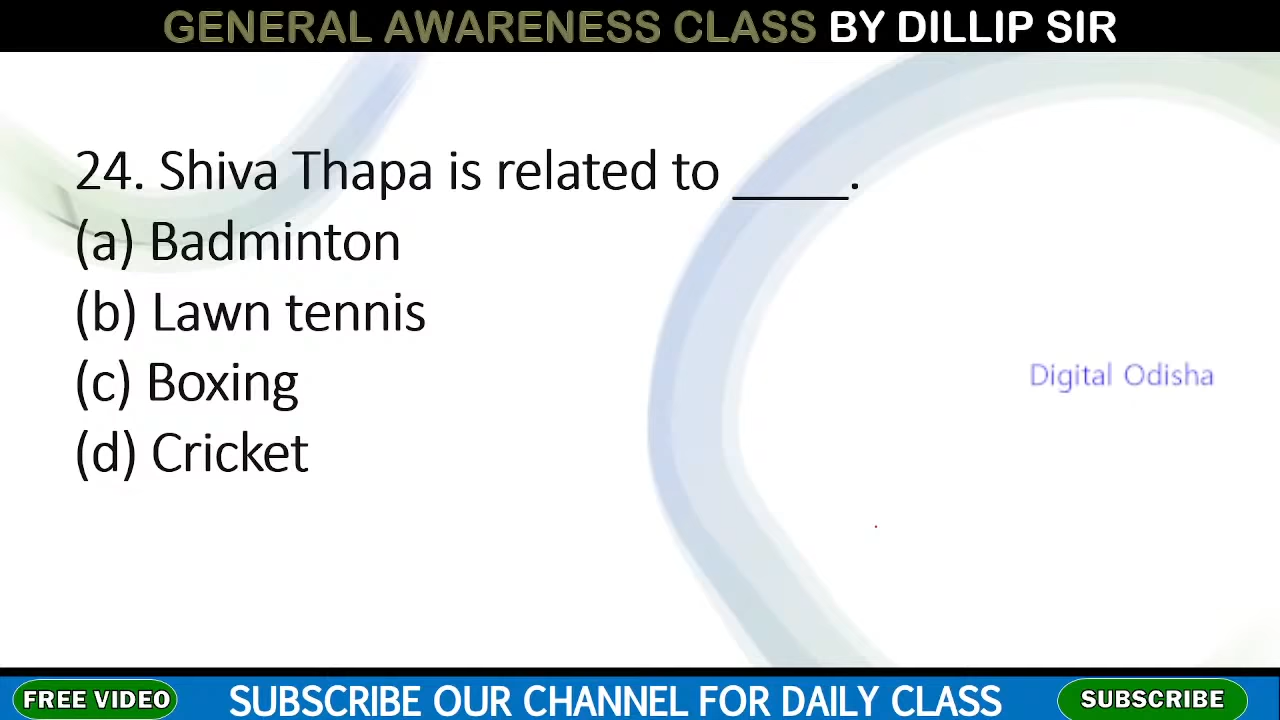 GENERAL AWARENESS CLASS BY DILLIP SIR
24. Shiva Thapa is related to _____.
(a) Badminton
(b) Lawn tennis
(c) Boxing
(d) Cricket
Digital Odisha
FREE VIDEO
SUBSCRIBE OUR CHANNEL FOR DAILY CLASS
SUBSCRIBE